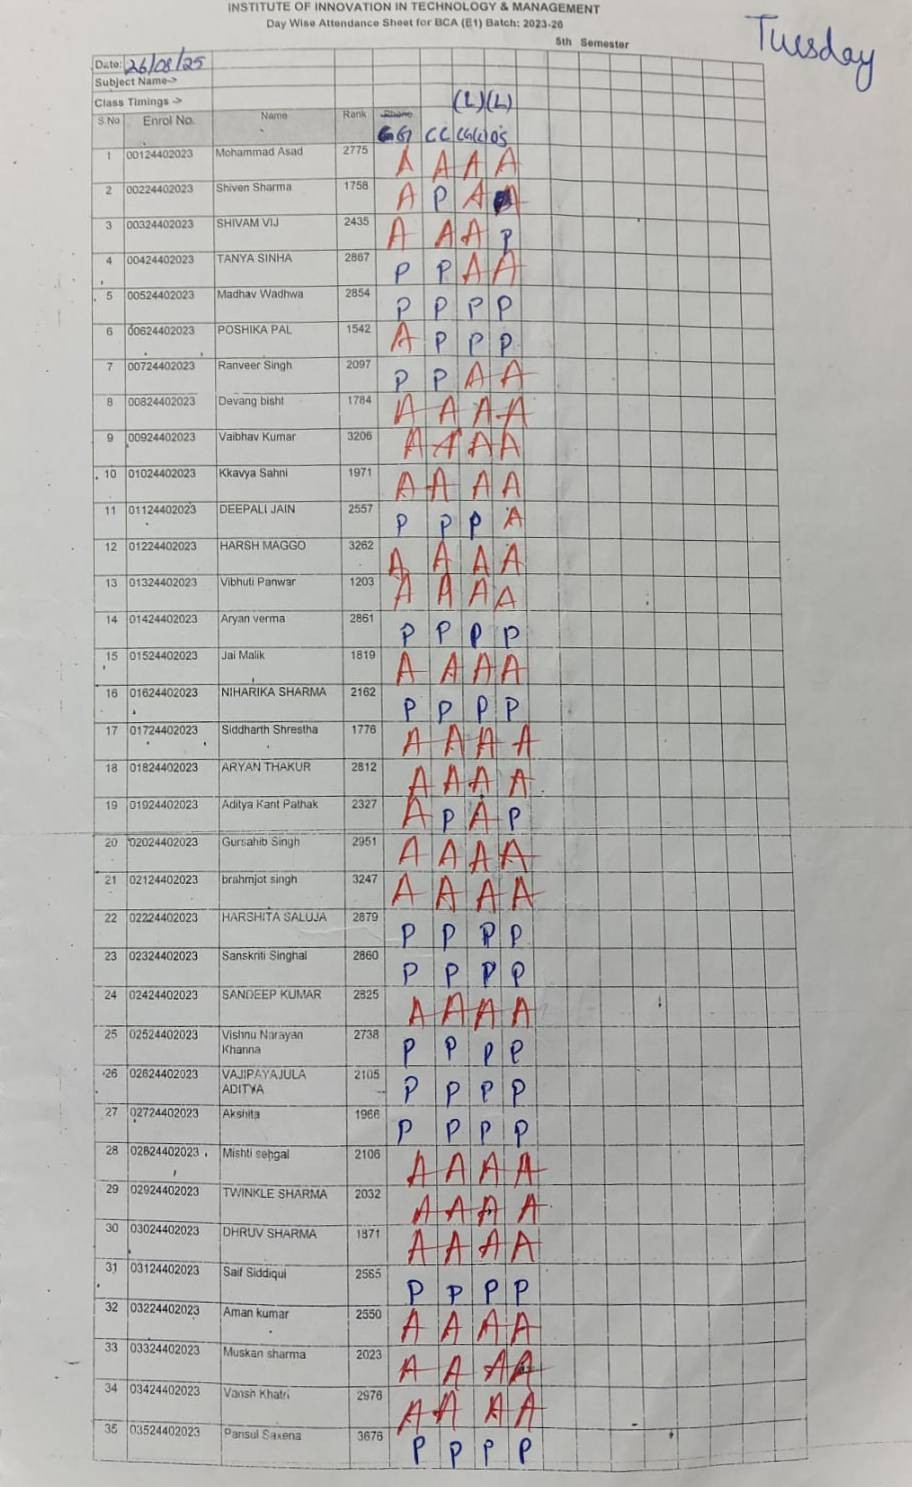 INSTITUTE OF INNOVATION IN TECHNOLOGY & MANAGEMENT
Day Wise Attendance Sheet for BCA (E1) Batch: 2023-26
Tuesday
5th Semester
Date: 26/08/25
Subject Name->
Class Timings -> (L) (L)
S.No Enrol No. Name Rank CC OS
1 00124402023 Mohammad Asad 2775 A A A A
2 00224402023 Shiven Sharma 1758 A P A A
3 00324402023 SHIVAM VIJ 2435 A A A P
4 00424402023 TANYA SINHA 2867 P P A A
5 00524402023 Madhav Wadhwa 2854 P P P P
6 00624402023 POSHIKA PAL 1542 A P P P
7 00724402023 Ranveer Singh 2097 P P A A
8 00824402023 Devang bisht 1784 A A A A
9 00924402023 Vaibhav Kumar 3206 A A A A
10 01024402023 Kkavya Sahni 1971 A A A A
11 01124402023 DEEPALI JAIN 2557 P P P A
12 01224402023 HARSH MAGGO 3262 A A A A
13 01324402023 Vibhuti Panwar 1203 A A A A
14 01424402023 Aryan verma 2861 P P P P
15 01524402023 Jai Malik 1819 A A A A
16 01624402023 NIHARIKA SHARMA 2162 P P P P
17 01724402023 Siddharth Shrestha 1776 A A A A
18 01824402023 ARYAN THAKUR 2812 A A A A
19 01924402023 Aditya Kant Pathak 2327 A P A P
20 02024402023 Gursahib Singh 2951 A A A A
21 02124402023 brahmjot singh 3247 A A A A
22 02224402023 HARSHITA SALUJA 2879 P P P P
23 02324402023 Sanskriti Singhal 2860 P P P P
24 02424402023 SANDEEP KUMAR 2825 A A A A
25 02524402023 Vishnu Narayan 2738 P P P P
Khanna
26 02624402023 VAJIPAYAJULA 2105 P P P P
ADITYA
27 02724402023 Akshita 1966 P P P P
28 02824402023 Mishti sehgal 2106 A A A A
29 02924402023 TWINKLE SHARMA 2032 A A A A
30 03024402023 DHRUV SHARMA 1871 A A A A
31 03124402023 Saif Siddiqui 2565 P P P P
32 03224402023 Aman kumar 2550 A A A A
33 03324402023 Muskan sharma 2023 A A A A
34 03424402023 Vansh Khatri 2976 A A A A
35 03524402023 Pansul Saxena 3676 P P P P